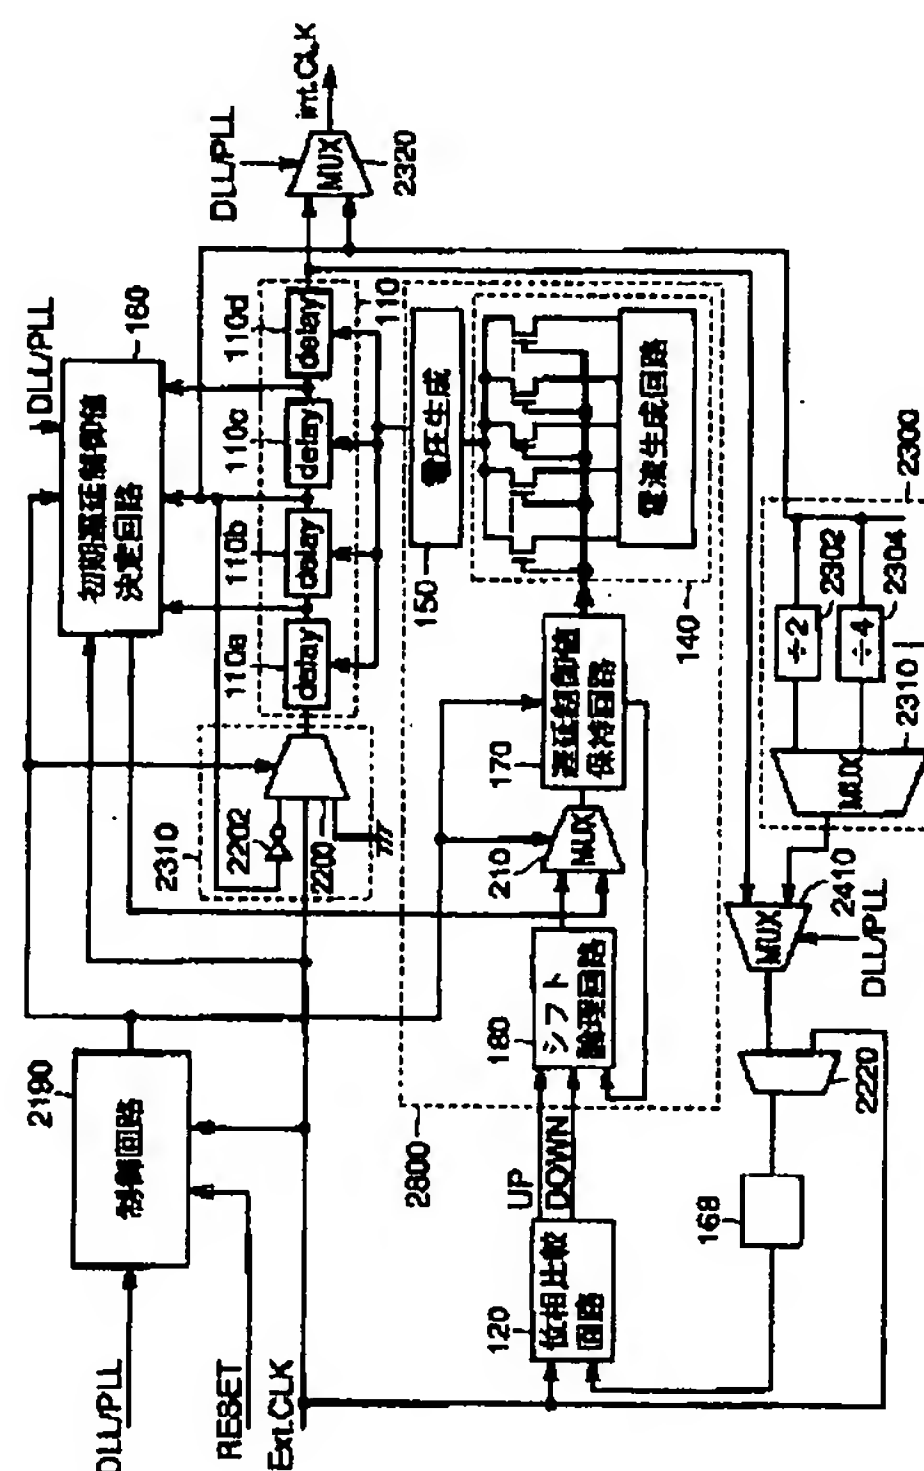 DLL/PLL
RESET
Ext.CLK
2190
制御回路
DLL/PLL
初期遅延制御値
決定回路
160
2310
2202
2200
110a
delay
110b
delay
110c
delay
110d
delay
110
DLL/PLL
MUX
2320
int.CLK
2800
120
位相比較
回路
UP
DOWN
180
シフト
論理回路
210
MUX
170
遅延制御値
保持回路
150
電圧生成
電流生成回路
140
168
2220
MUX
2410
DLL/PLL
MUX
2310
÷2
2302
÷4
2304
2300